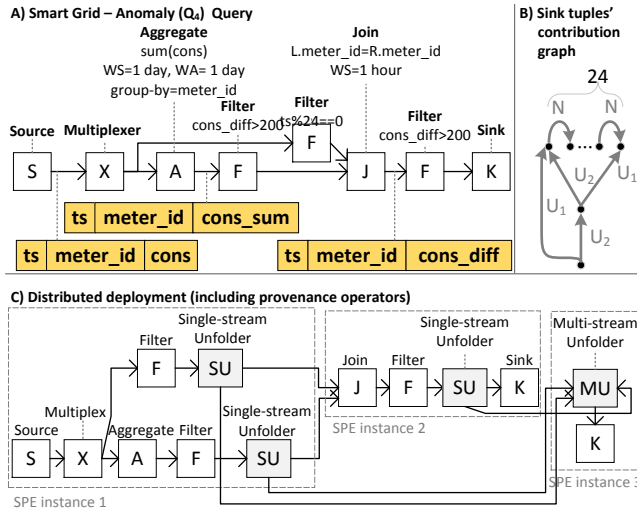 A) Smart Grid – Anomaly (Q4) Query
Aggregate
sum(cons)
WS=1 day, WA= 1 day
group-by=meter_id
Join
L.meter_id=R.meter_id
WS=1 hour
Filter
cons_diff>200
Filter
ts%24==0
Filter
cons_diff>200
Source
Multiplexer
Sink
F
S
X
A
F
J
F
K
ts meter_id cons_sum
ts meter_id cons
ts meter_id cons_diff
B) Sink tuples'
contribution
graph
24
N N
U2 U1
U1
U2
C) Distributed deployment (including provenance operators)
Single-stream
Unfolder
Filter
F
SU
Multiplex
Source
Aggregate
Filter
Single-stream
Unfolder
S
X
A
F
SU
SPE instance 1
Single-stream
Unfolder
Join
Filter
Sink
J
F
SU
K
SPE instance 2
Multi-stream
Unfolder
MU
K
SPE instance 3